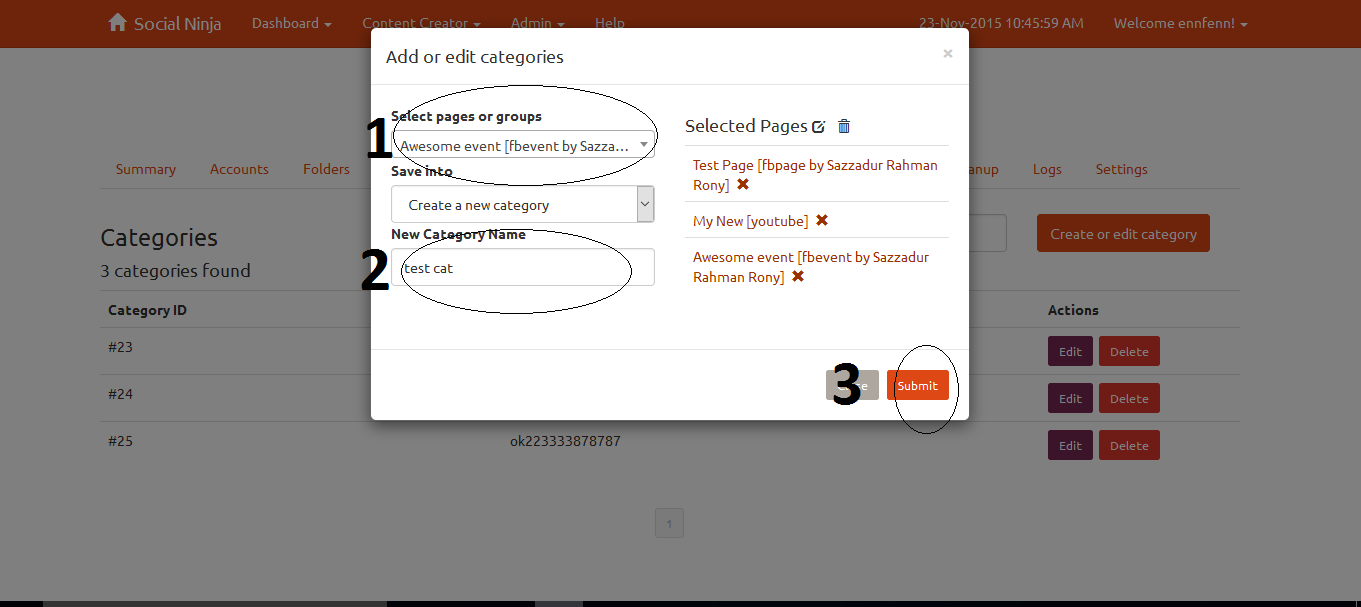 Social Ninja Dashboard Content Creator Admin Help 23-Nov-2015 10:45:59 AM Welcome ennfenn!
Add or edit categories ×
Select pages or groups
1
Awesome event [fbevent by Sazza...
Save into
Create a new category
New Category Name
2
test cat
Selected Pages
Test Page [fbpage by Sazzadur Rahman
Rony]
My New [youtube]
Awesome event [fbevent by Sazzadur
Rahman Rony]
3
Submit
Summary Accounts Folders Logs Settings
Categories
3 categories found
Create or edit category
Category ID Actions
#23 Edit Delete
#24 Edit Delete
#25 ok223333878787 Edit Delete
1